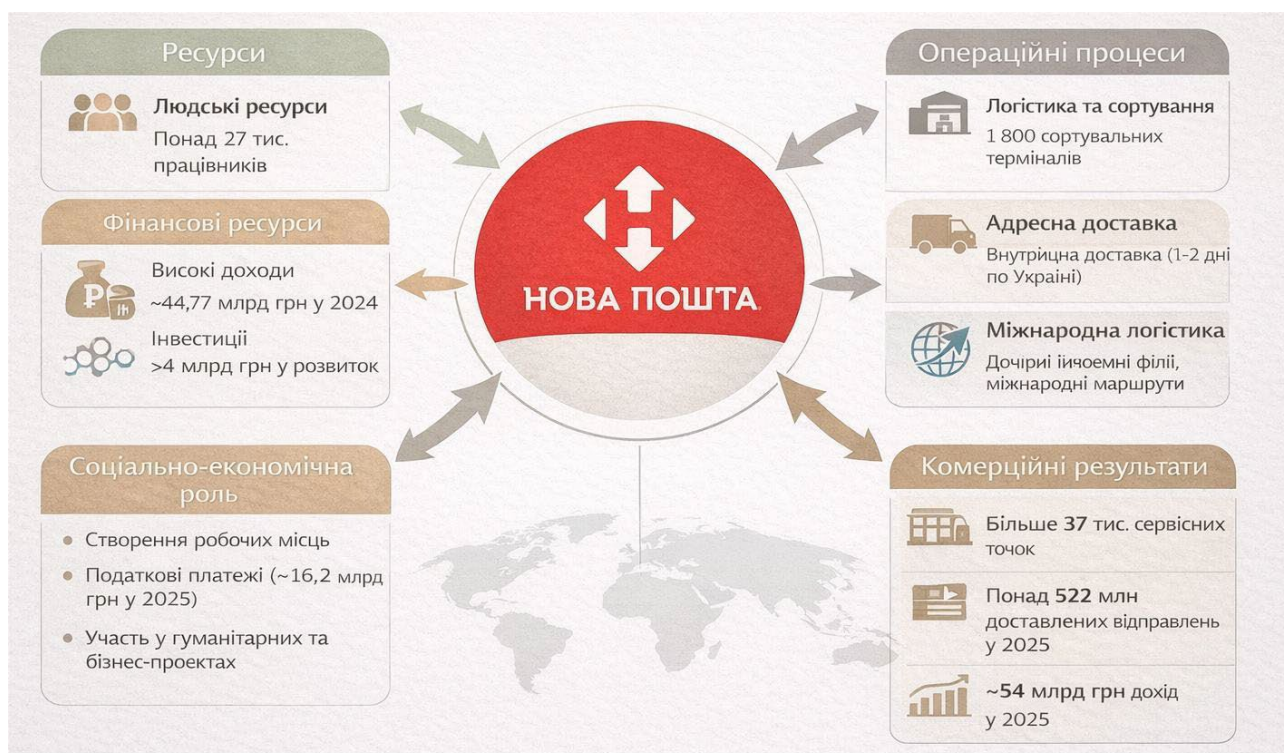 Ресурси
Людські ресурси
Понад 27 тис.
працівників
Фінансові ресурси
Високі доходи
~44,77 млрд грн у 2024
Інвестиції
>4 млрд грн у розвиток
Соціально-економічна
роль
Створення робочих місць
Податкові платежі (~16,2 млрд
грн у 2025)
Участь у гуманітарних та
бізнес-проектах
НОВА ПОШТА
Операційні процеси
Логістика та сортування
1 800 сортувальних
терміналів
Адресна доставка
Внутріцна доставка (1-2 дні
по Україні)
Міжнародна логістика
Дочірні
філії,
міжнародні маршрути
Комерційні результати
Більше 37 тис. сервісних
точок
Понад 522 млн
доставлених відправлень
у 2025
~54 млрд грн дохід
у 2025